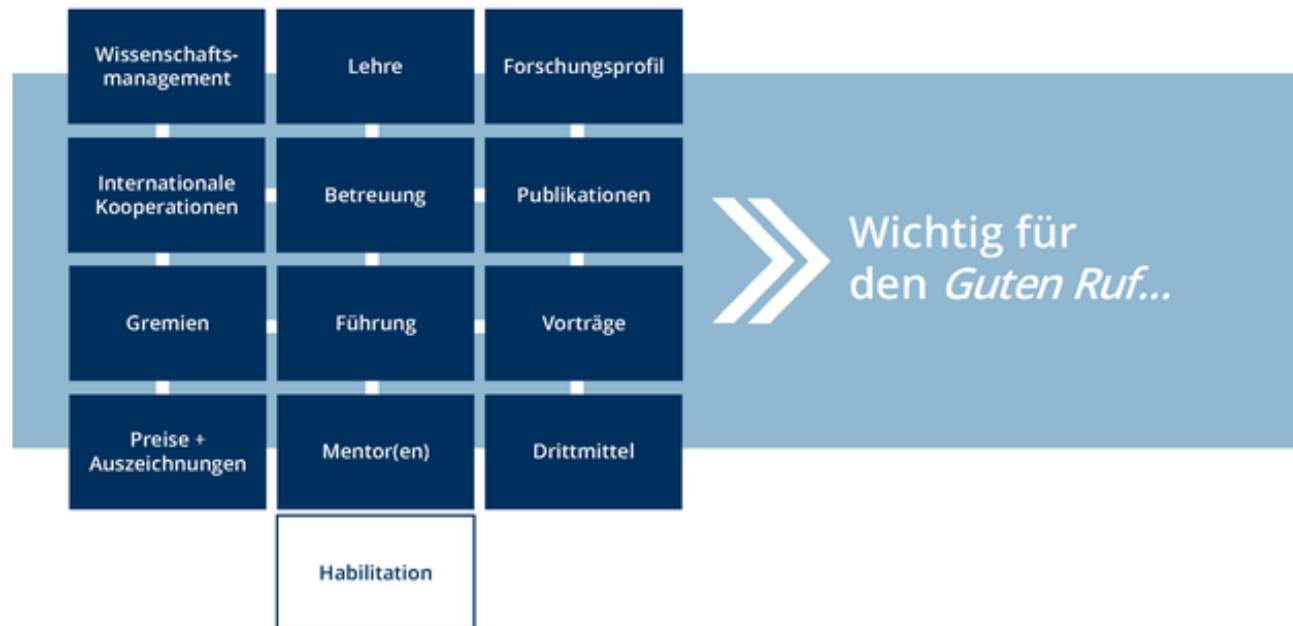 Wissenschafts-
management
Lehre
Forschungsprofil
Internationale
Kooperationen
Betreuung
Publikationen
Gremien
Führung
Vorträge
Preise +
Auszeichnungen
Mentor(en)
Drittmittel
Habilitation
Wichtig für
den Guten Ruf...